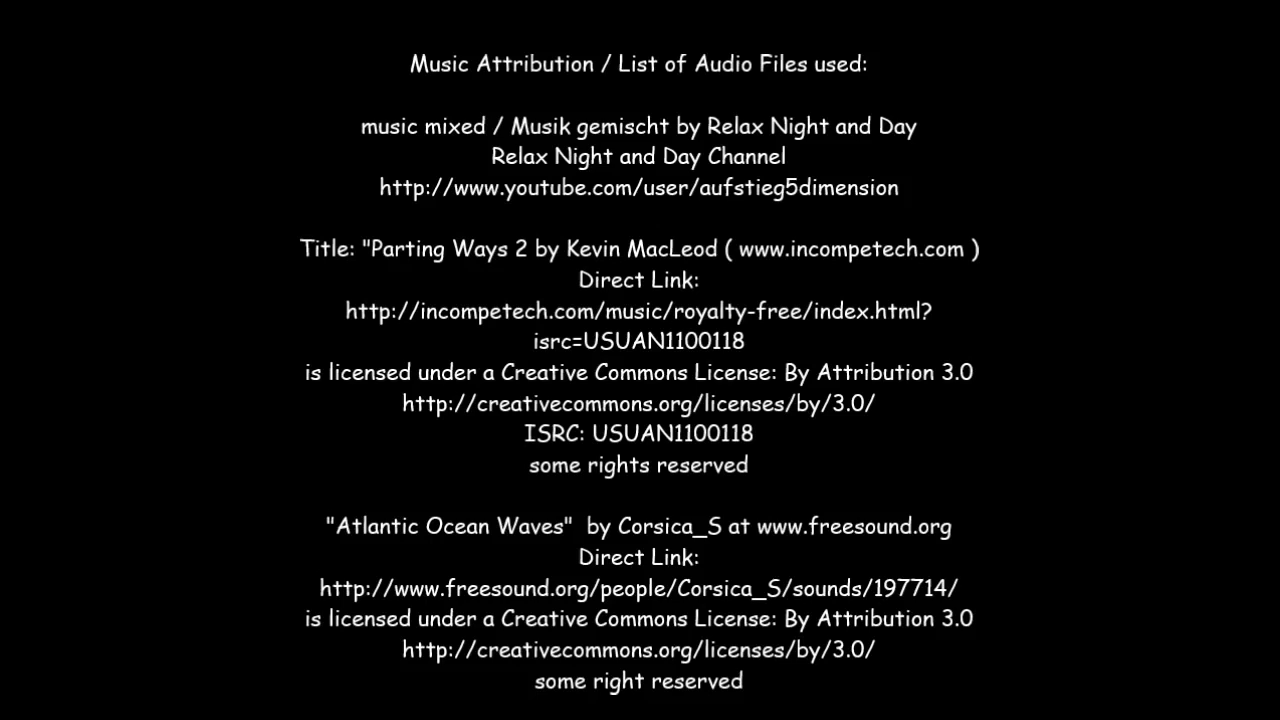 Music Attribution / List of Audio Files used:
music mixed / Musik gemischt by Relax Night and Day
Relax Night and Day Channel
http://www.youtube.com/user/aufstieg5dimension
Title: "Parting Ways 2 by Kevin MacLeod ( www.incompetech.com )
Direct Link:
http://incompetech.com/music/royalty-free/index.html?
isrc=USUAN1100118
is licensed under a Creative Commons License: By Attribution 3.0
http://creativecommons.org/licenses/by/3.0/
ISRC: USUAN1100118
some rights reserved
"Atlantic Ocean Waves"  by Corsica_S at www.freesound.org
Direct Link:
http://www.freesound.org/people/Corsica_S/sounds/197714/
is licensed under a Creative Commons License: By Attribution 3.0
http://creativecommons.org/licenses/by/3.0/
some right reserved